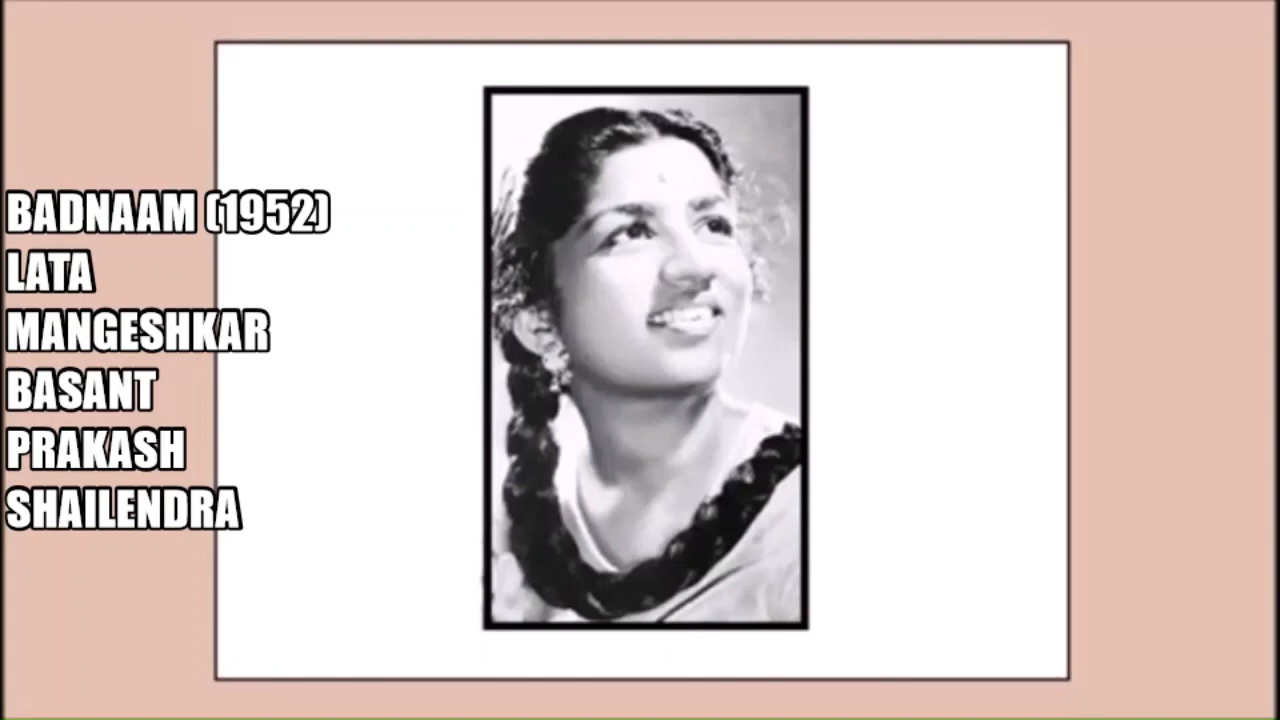 BADNAAM (1952)
LATA
MANGESHKAR
BASANT
PRAKASH
SHAILENDRA